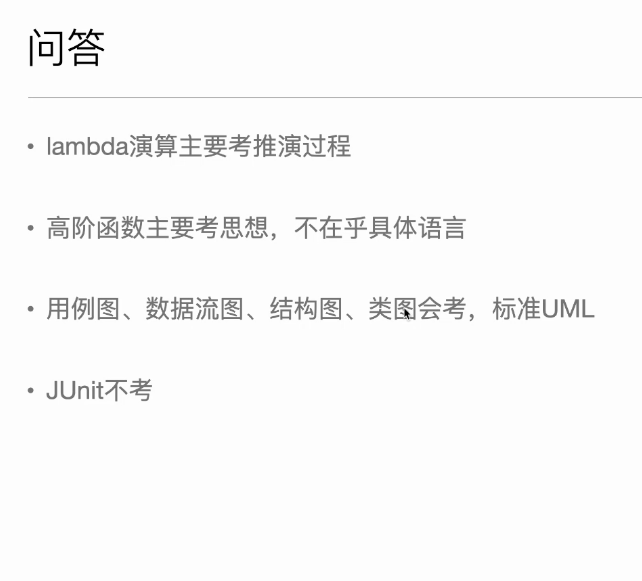 问答
• lambda演算主要考推演过程
• 高阶函数主要考思想，不在乎具体语言
• 用例图、数据流图、结构图、类图会考，标准UML
• JUnit不考